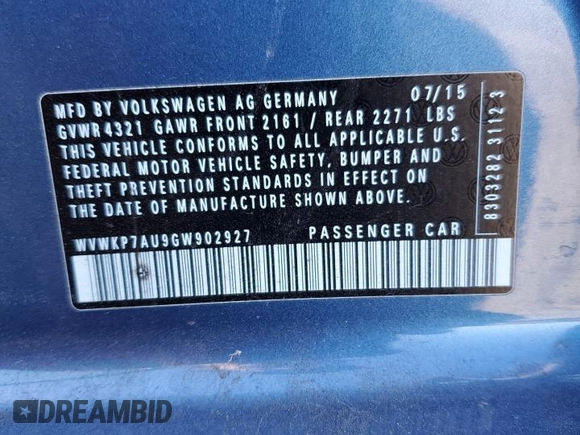 MFD BY VOLKSWAGEN AG GERMANY 07/15
GVWR 4321 GAWR FRONT 2161 / REAR 2271 LBS
THIS VEHICLE CONFORMS TO ALL APPLICABLE U.S.
FEDERAL MOTOR VEHICLE SAFETY, BUMPER AND
THEFT PREVENTION STANDARDS IN EFFECT ON
THE DATE OF MANUFACTURE SHOWN ABOVE.
WVWKP7AU9GW902927 PASSENGER CAR
8303282 3123
DREAMBID